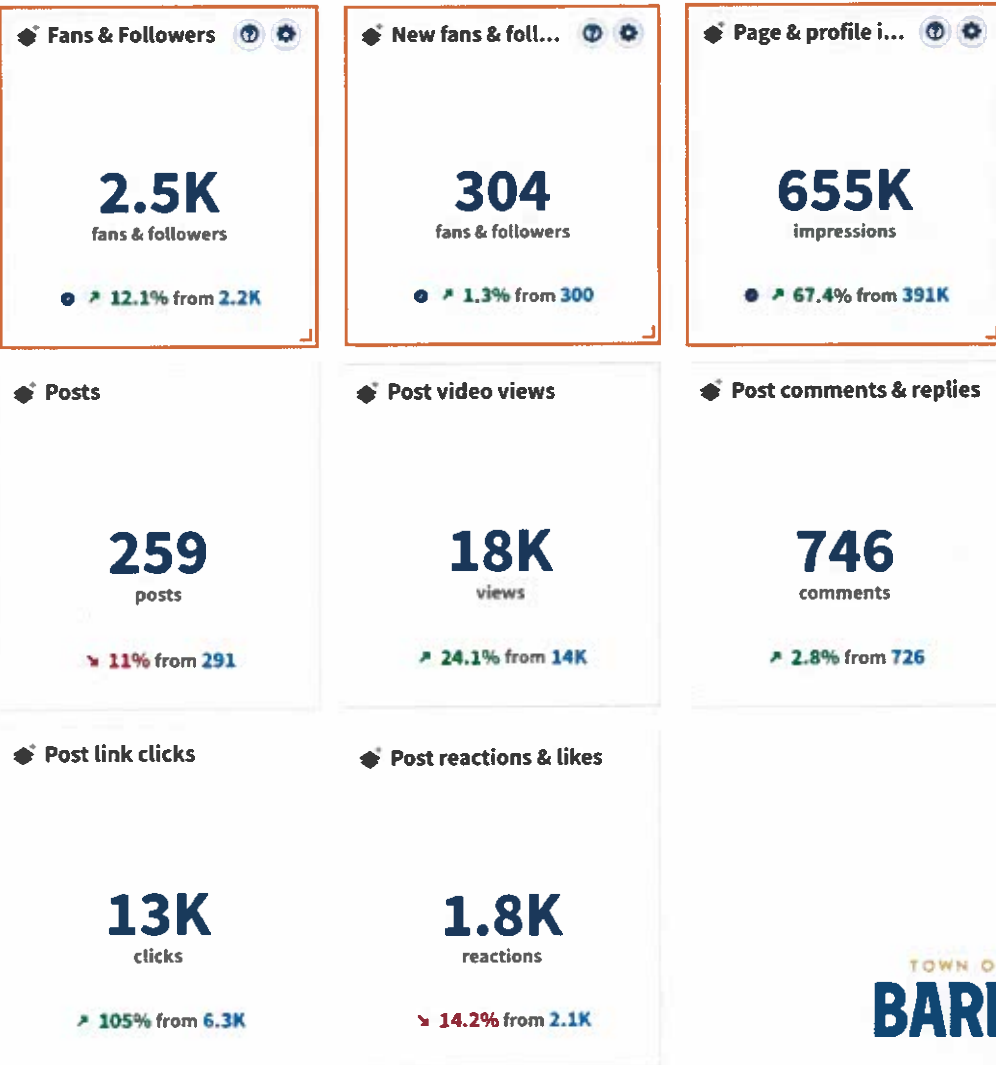 Fans & Followers
2.5K
fans & followers
12.1% from 2.2K
New fans & foll...
304
fans & followers
1.3% from 300
Page & profile i...
655K
impressions
67.4% from 391K
Posts
259
posts
11% from 291
Post video views
18K
views
24.1% from 14K
Post comments & replies
746
comments
2.8% from 726
Post link clicks
13K
clicks
105% from 6.3K
Post reactions & likes
1.8K
reactions
14.2% from 2.1K
TOWN O